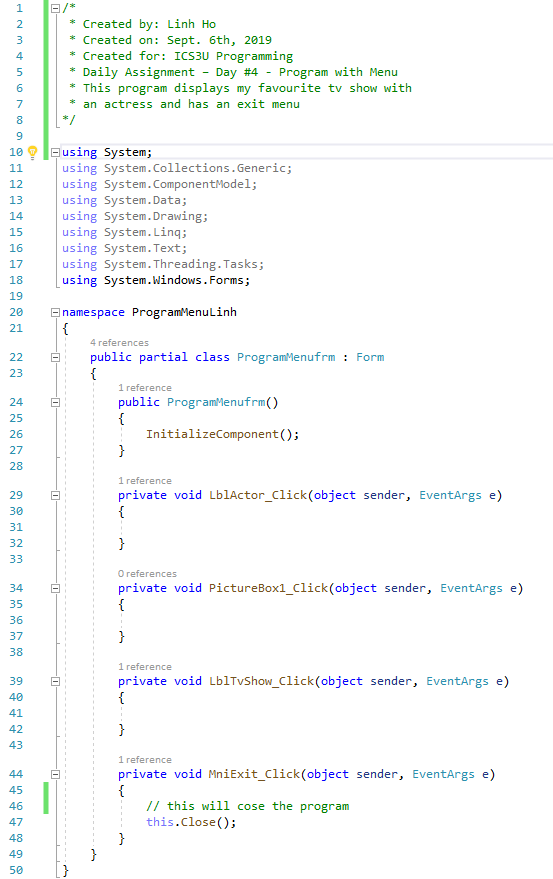 1 /*
2 * Created by: Linh Ho
3 * Created on: Sept. 6th, 2019
4 * Created for: ICS3U Programming
5 * Daily Assignment – Day #4 - Program with Menu
6 * This program displays my favourite tv show with
7 * an actress and has an exit menu
8 */
9
10 using System;
11 using System.Collections.Generic;
12 using System.ComponentModel;
13 using System.Data;
14 using System.Drawing;
15 using System.Linq;
16 using System.Text;
17 using System.Threading.Tasks;
18 using System.Windows.Forms;
19
20 namespace ProgramMenuLinh
21 {
4 references
22 public partial class ProgramMenufrm : Form
23 {
1 reference
24 public ProgramMenufrm()
25 {
26 InitializeComponent();
27 }
28
1 reference
29 private void LblActor_Click(object sender, EventArgs e)
30 {
31
32 }
33
0 references
34 private void PictureBox1_Click(object sender, EventArgs e)
35 {
36
37 }
38
1 reference
39 private void LblTvShow_Click(object sender, EventArgs e)
40 {
41
42 }
43
1 reference
44 private void MniExit_Click(object sender, EventArgs e)
45 {
46 // this will cose the program
47 this.Close();
48 }
49 }
50 }